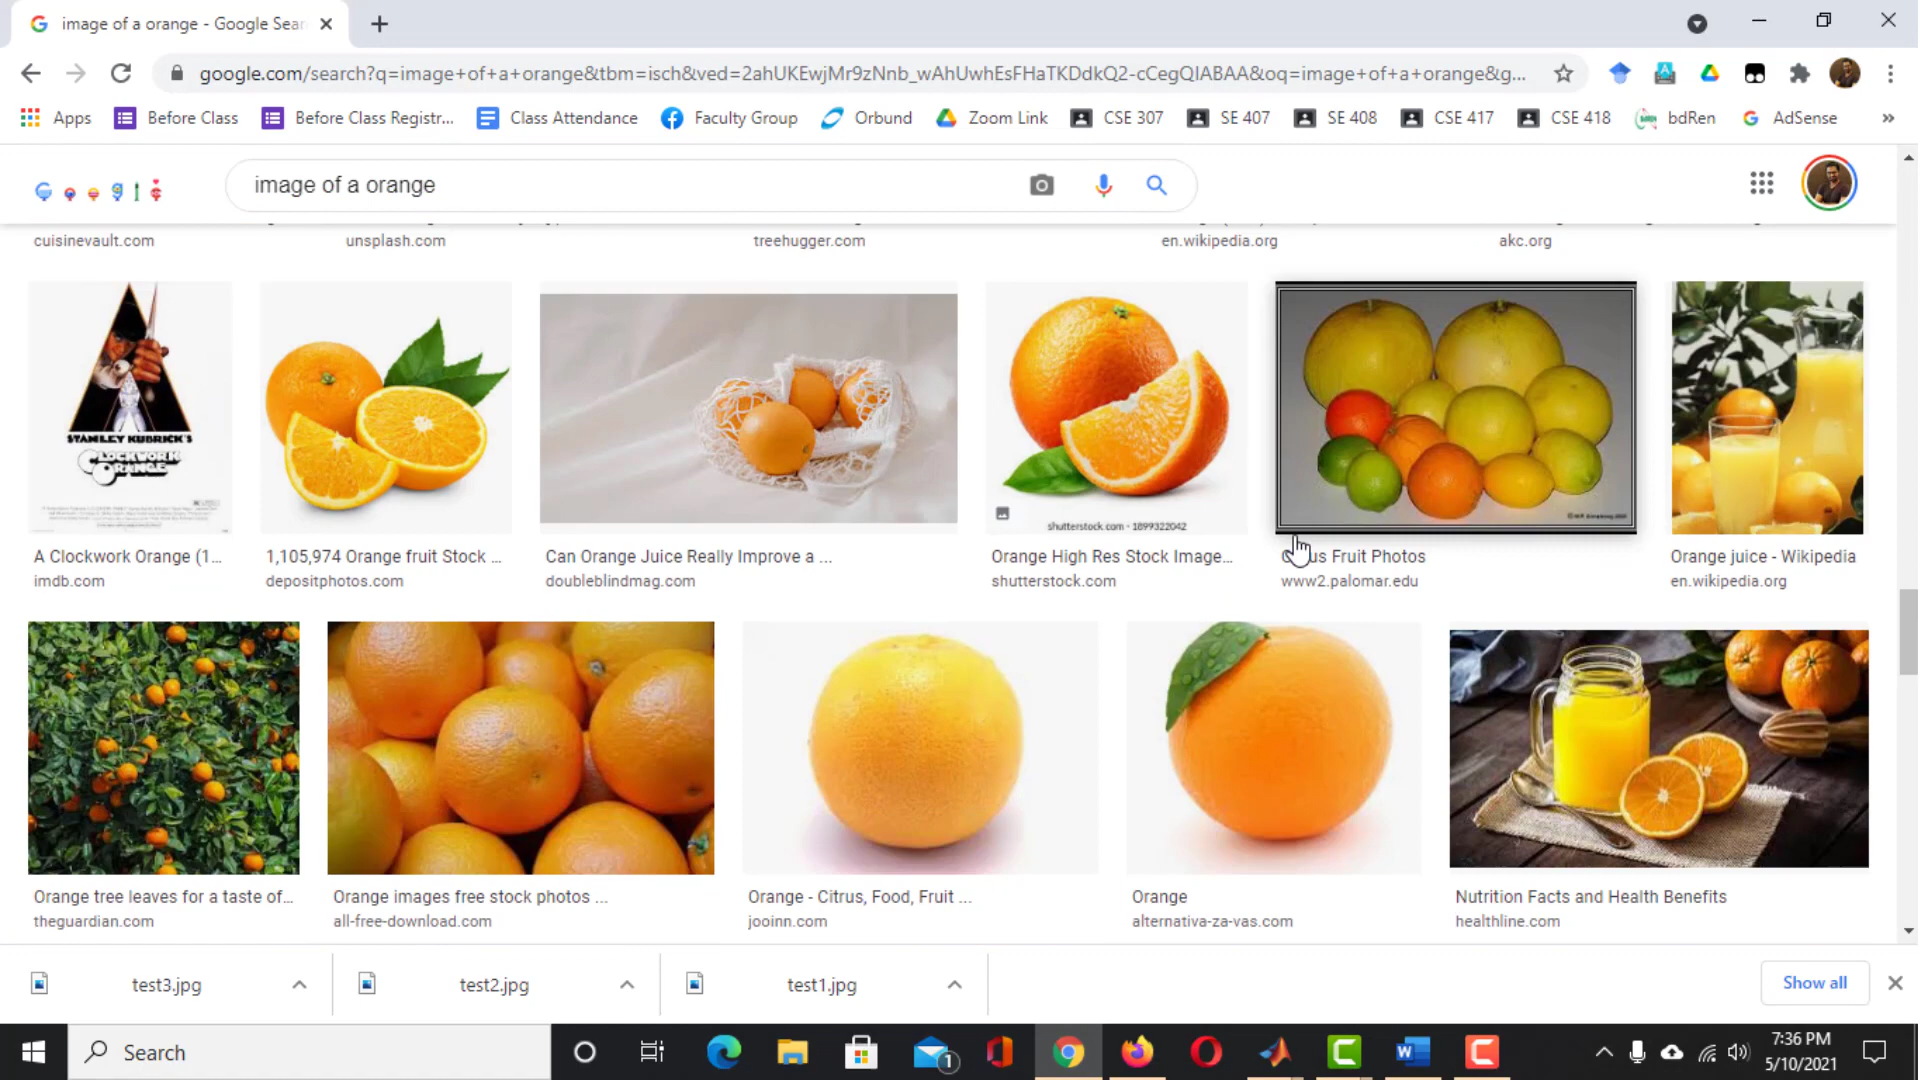 image of a orange - Google Sear
google.com/search?q=image+of+a+orange&tbm=isch&ved=2ahUKEwjMr9zNnb_wAhUwhEsFHaTKDdkQ2-cCegQIABAA&oq=image+of+a+orange&g...
Apps Before Class Before Class Registr... Class Attendance Faculty Group Orbund Zoom Link CSE 307 SE 407 SE 408 CSE 417 CSE 418 bdRen AdSense »
image of a orange
cuisinevault.com unsplash.com treehugger.com en.wikipedia.org akc.org
STANLEY KUBRICK'S
CLOCKWORK
ORANGE
shutterstock.com • 1899322042
A Clockwork Orange (1... 1,105,974 Orange fruit Stock ... Can Orange Juice Really Improve a ... Orange High Res Stock Image... Fruit Photos Orange juice - Wikipedia
imdb.com depositphotos.com doubleblindmag.com shutterstock.com www2.palomar.edu en.wikipedia.org
Orange tree leaves for a taste of... Orange images free stock photos ... Orange - Citrus, Food, Fruit ... Orange Nutrition Facts and Health Benefits
theguardian.com all-free-download.com jooinn.com alternativa-za-vas.com healthline.com
test3.jpg test2.jpg test1.jpg Show all
Search 1 7:36 PM
5/10/2021